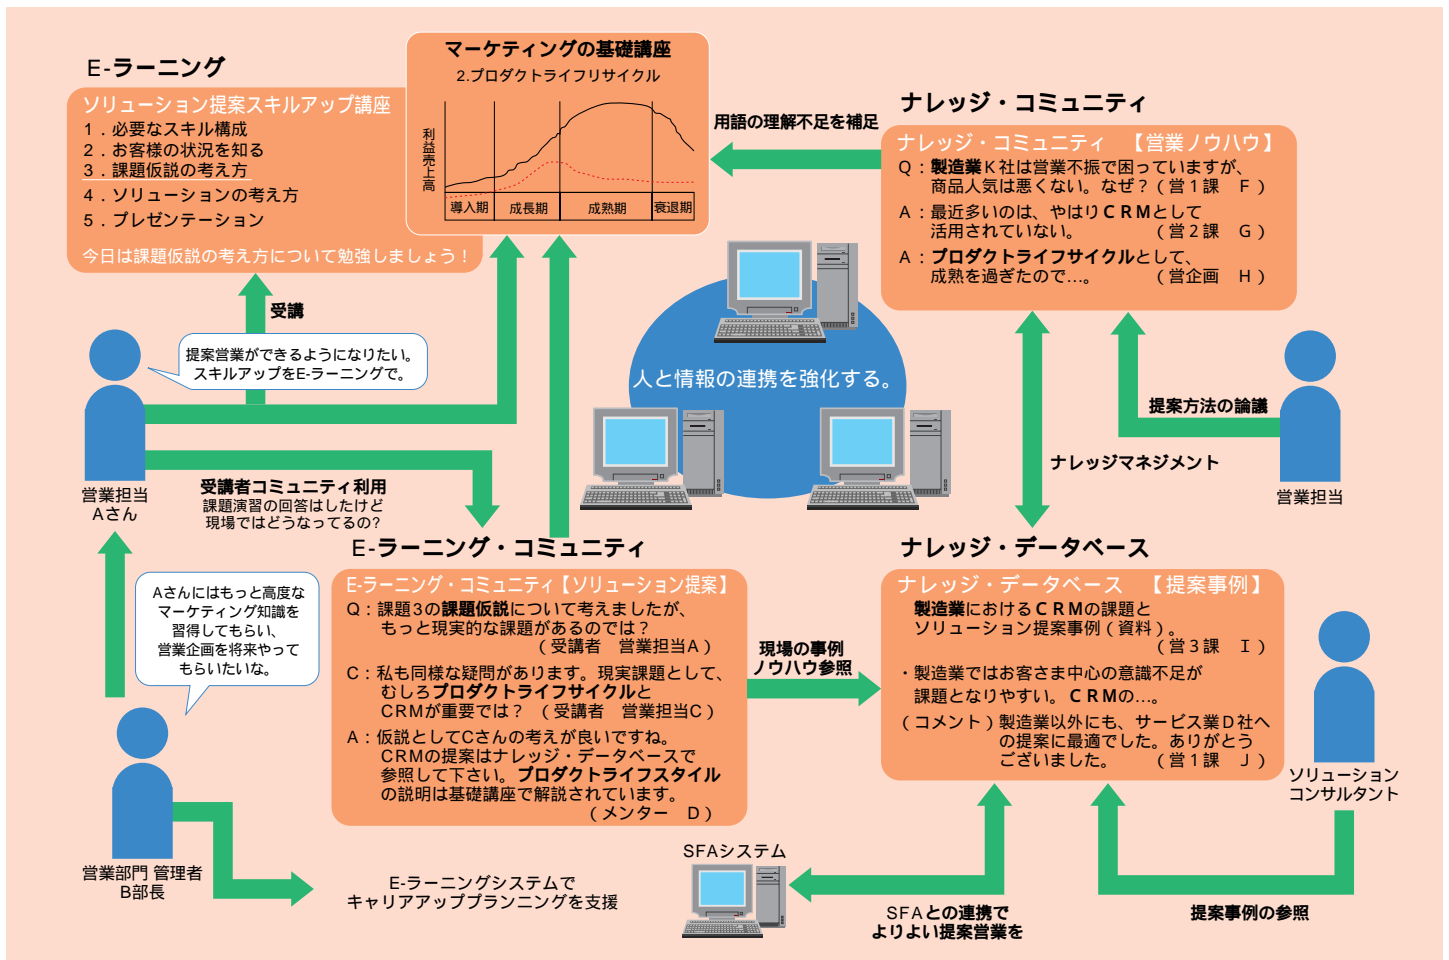 E-ラーニング
ソリューション提案スキルアップ講座
1．必要なスキル構成
2．お客様の状況を知る
3．課題仮説の考え方
4．ソリューションの考え方
5．プレゼンテーション
今日は課題仮説の考え方について勉強しましょう！
マーケティングの基礎講座
2.プロダクトライフリサイクル
利益売上高
導入期
成長期
成熟期
衰退期
用語の理解不足を補足
ナレッジ・コミュニティ
ナレッジ・コミュニティ　【営業ノウハウ】
Q：製造業K社は営業不振で困っていますが、
商品人気は悪くない。なぜ？（営1課　F）
A：最近多いのは、やはりCRMとして
活用されていない。　（営2課　G）
A：プロダクトライフサイクルとして、
成熟を過ぎたので…。　（営企画　H）
受講
提案営業ができるようになりたい。
スキルアップをE-ラーニングで。
営業担当
Aさん
受講者コミュニティ利用
課題演習の回答はしたけど
現場ではどうなってるの?
人と情報の連携を強化する。
提案方法の論議
営業担当
ナレッジマネジメント
Aさんにはもっと高度な
マーケティング知識を
習得してもらい、
営業企画を将来やって
もらいたいな。
営業部門 管理者
B部長
E-ラーニング・コミュニティ
E-ラーニング・コミュニティ【ソリューション提案】
Q：課題3の課題仮説について考えましたが、
もっと現実的な課題があるのでは？
（受講者　営業担当A）
C：私も同様な疑問があります。現実課題として、
むしろプロダクトライフサイクルと
CRMが重要では？　（受講者　営業担当C）
A：仮説としてCさんの考えが良いですね。
CRMの提案はナレッジ・データベースで
参照して下さい。プロダクトライフスタイル
の説明は基礎講座で解説されています。
（メンター　D）
現場の事例
ノウハウ参照
ナレッジ・データベース
ナレッジ・データベース　【提案事例】
製造業におけるCRMの課題と
ソリューション提案事例（資料）。
（営3課　I）
・製造業ではお客さま中心の意識不足が
課題となりやすい。CRMの…。
（コメント）製造業以外にも、サービス業D社へ
の提案に最適でした。ありがとう
ございました。　（営1課　J）
ソリューション
コンサルタント
E-ラーニングシステムで
キャリアアッププランニングを支援
SFAシステム
SFAとの連携で
よりよい提案営業を
提案事例の参照